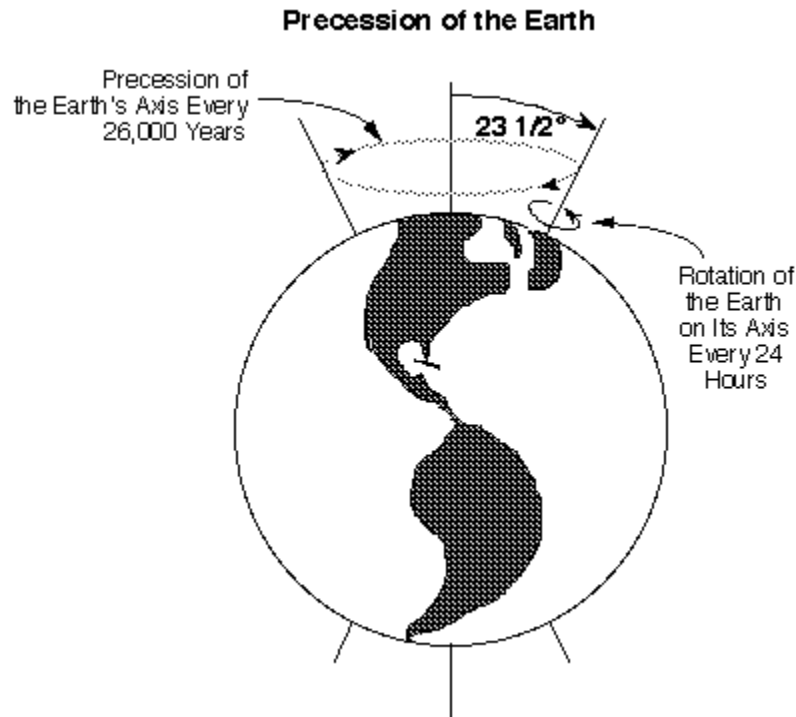 Precession of the Earth
Precession of
the Earth's Axis Every
26,000 Years
23 1/2°
Rotation of
the Earth
on Its Axis
Every 24
Hours